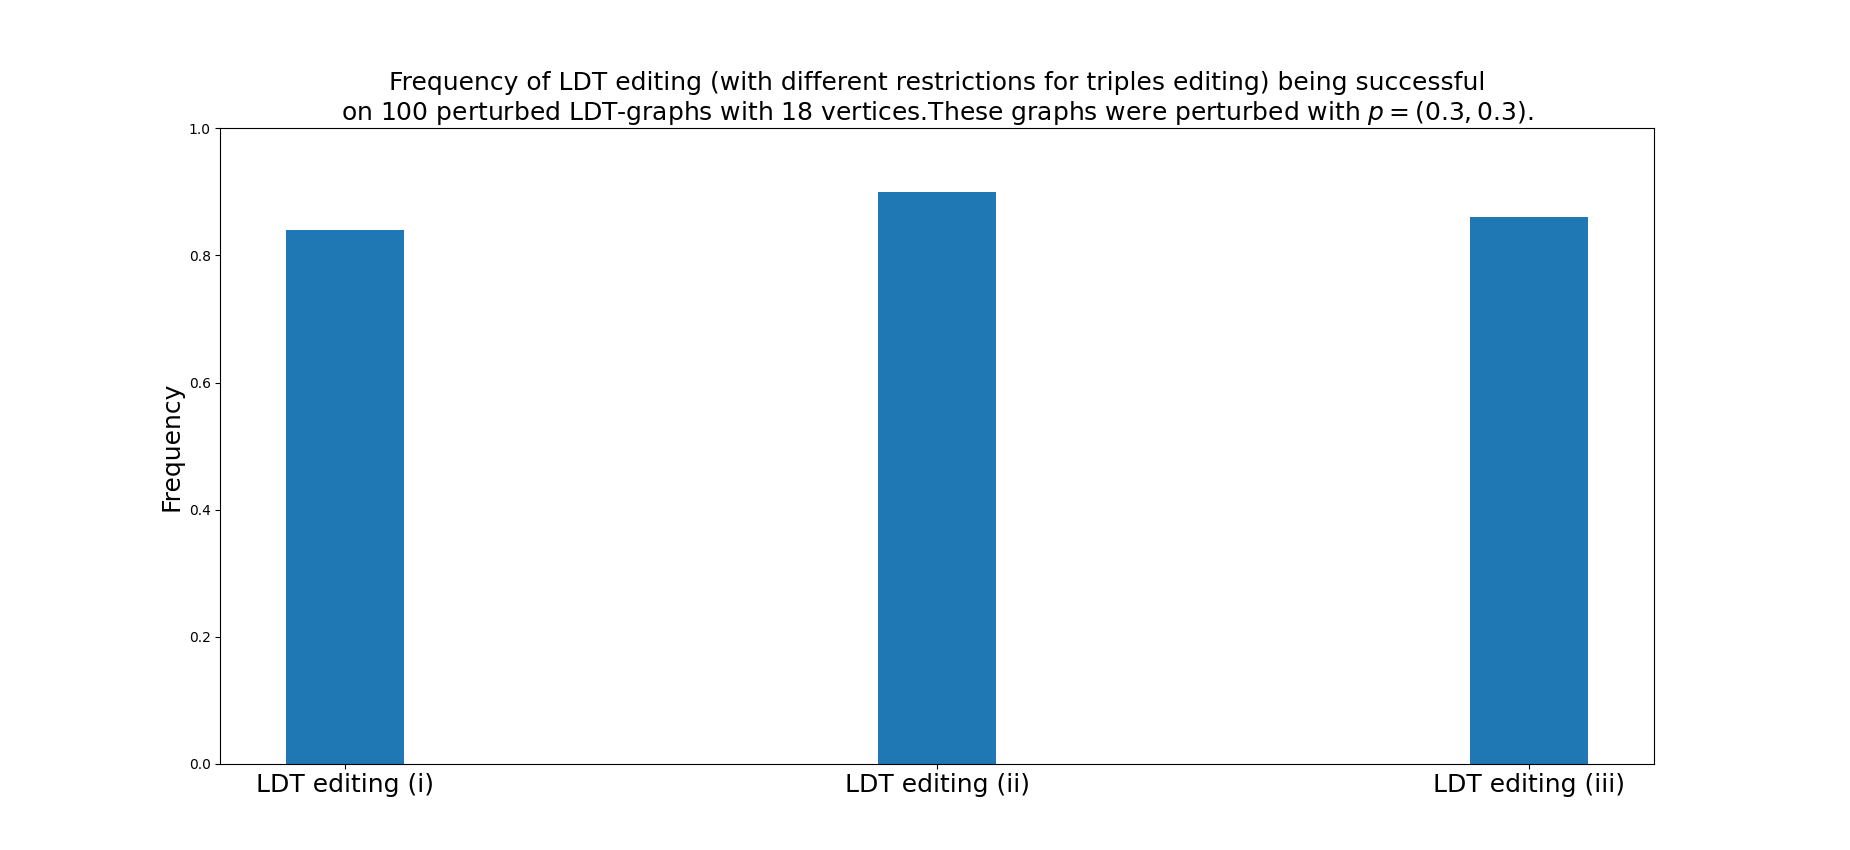 Frequency of LDT editing (with different restrictions for triples editing) being successful
on 100 perturbed LDT-graphs with 18 vertices.These graphs were perturbed with p = (0.3, 0.3).
1.0
0.8
0.6
0.4
0.2
0.0
Frequency
LDT editing (i)
LDT editing (ii)
LDT editing (iii)